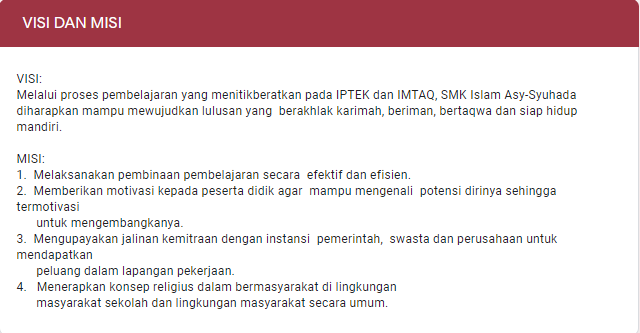 VISI DAN MISI
VISI:
Melalui proses pembelajaran yang menitikberatkan pada IPTEK dan IMTAQ, SMK Islam Asy-Syuhada
diharapkan mampu mewujudkan lulusan yang  berakhlak karimah, beriman, bertaqwa dan siap hidup
mandiri.
MISI:
1.  Melaksanakan pembinaan pembelajaran secara  efektif dan efisien.
2.  Memberikan motivasi kepada peserta didik agar  mampu mengenali  potensi dirinya sehingga
termotivasi
untuk mengembangkanya.
3.  Mengupayakan jalinan kemitraan dengan instansi  pemerintah,  swasta dan perusahaan untuk
mendapatkan
peluang dalam lapangan pekerjaan.
4.   Menerapkan konsep religius dalam bermasyarakat di lingkungan
masyarakat sekolah dan lingkungan masyarakat secara umum.